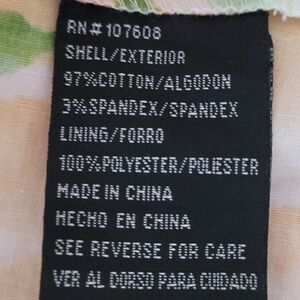 RN#107608
SHELL/EXTERIOR
97%COTTON/ALGODON
3%SPANDEX/SPANDEX
LINING/FORRO
100%POLYESTER/POLIESTER
MADE IN CHINA
HECHO EN CHINA
SEE REVERSE FOR CARE
VER AL DORSO PARA CUIDADO